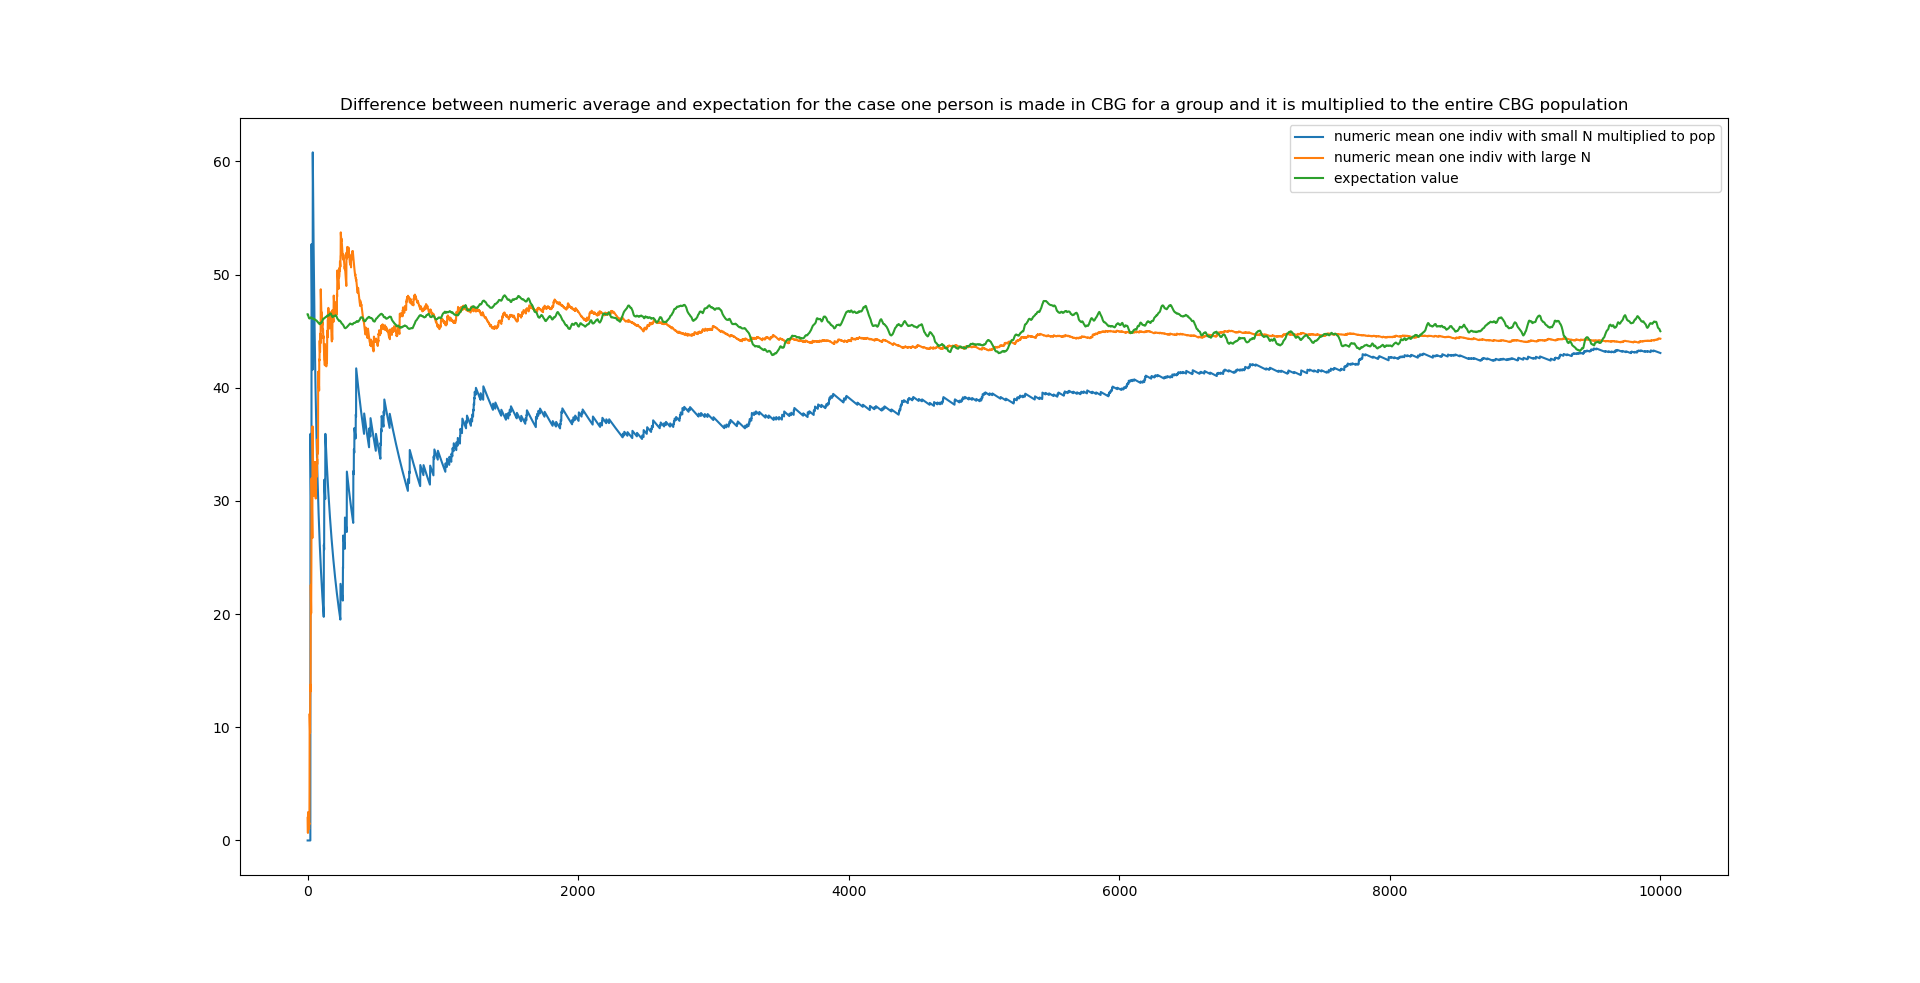 Difference between numeric average and expectation for the case one person is made in CBG for a group and it is multiplied to the entire CBG population
numeric mean one indiv with small N multiplied to pop
numeric mean one indiv with large N
expectation value
60
50
40
30
20
10
0
0 2000 4000 6000 8000 10000